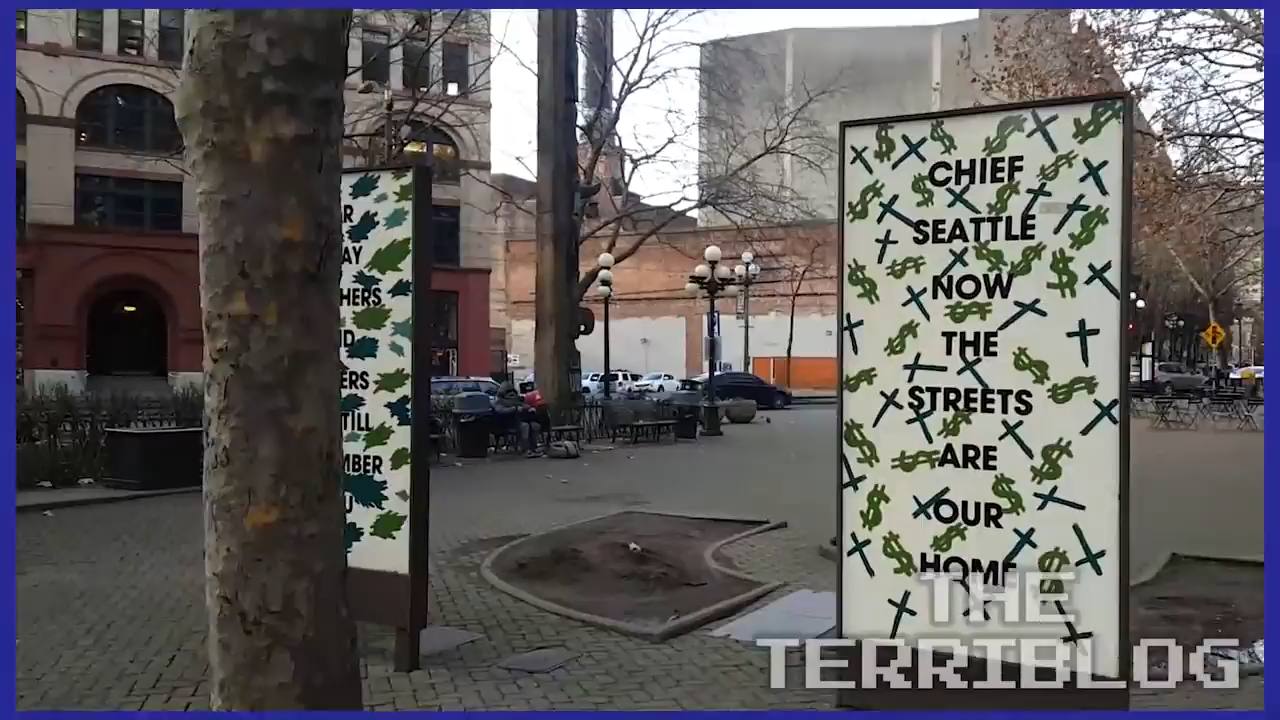 R
AY
HERS
D
ERS
TILL
MBER
U
CHIEF
SEATTLE
NOW
THE
STREETS
ARE
OUR
HOME
THE
TERRIBLOG